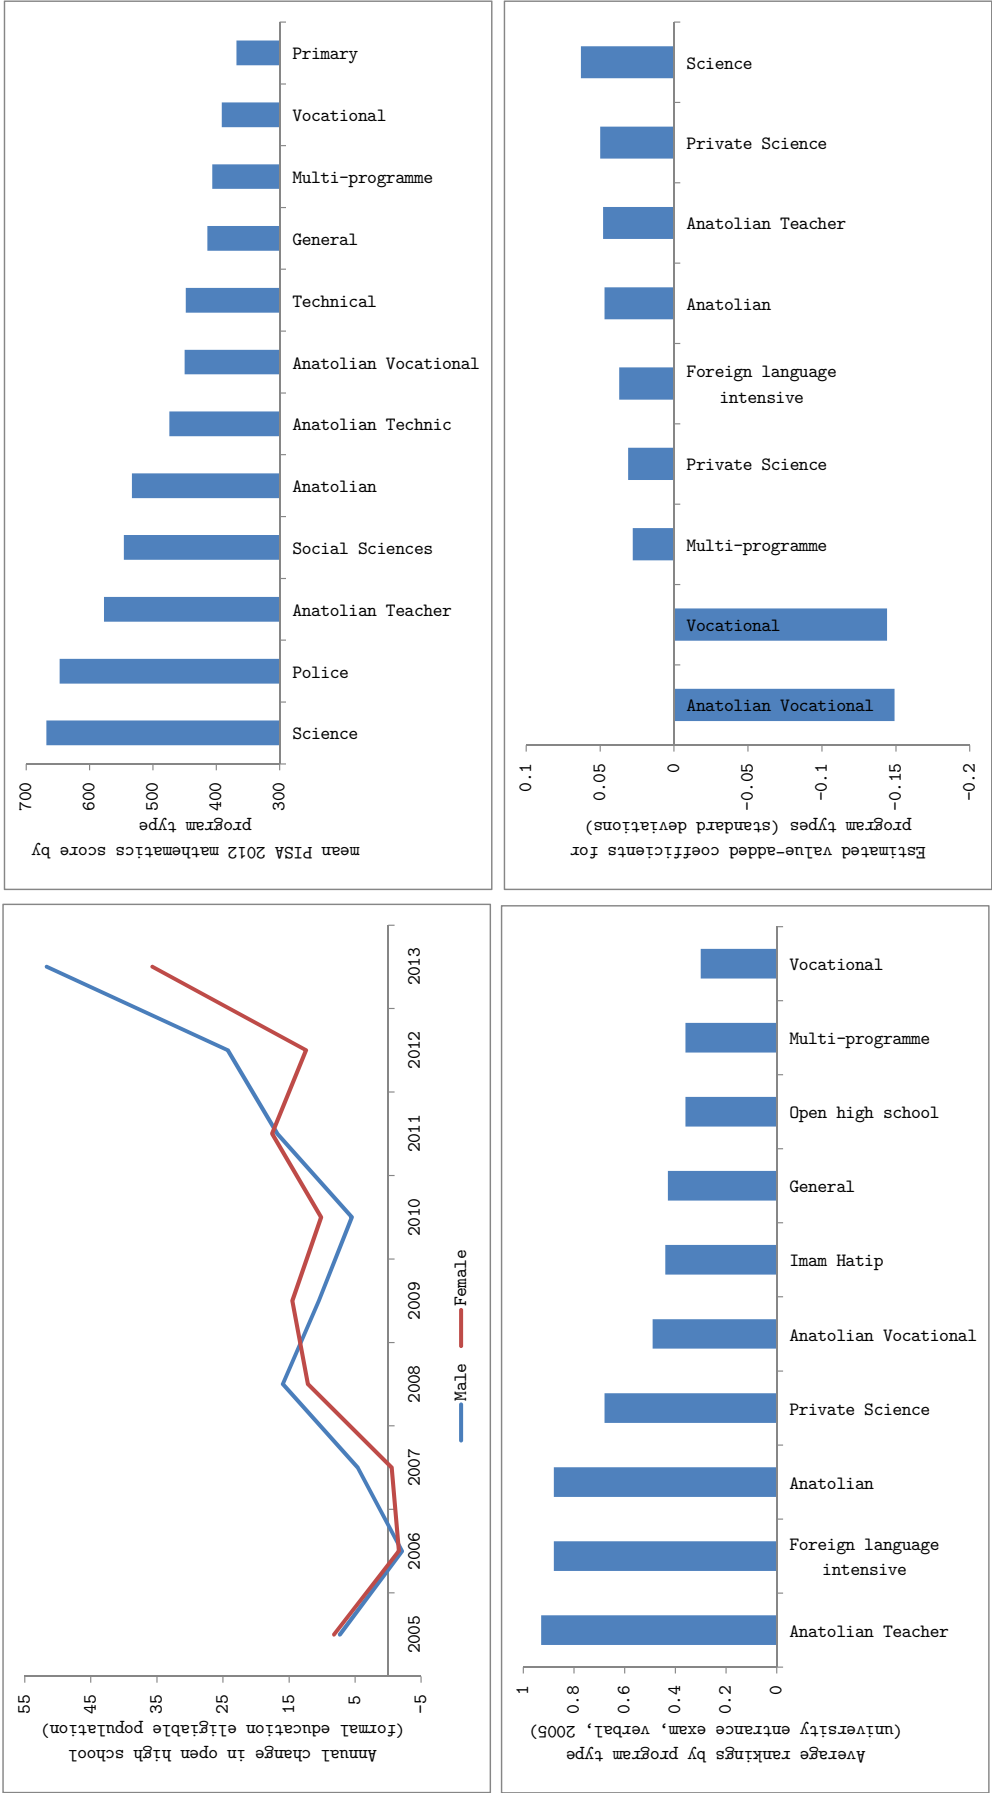 mean PISA 2012 mathematics score by
program type
700
600
500
400
300
Science
Police
Anatolian Teacher
Social Sciences
Anatolian
Anatolian Technic
Anatolian Vocational
Technical
General
Multi-programme
Vocational
Primary
Estimated value-added coefficients for
program types (standard deviations)
0.1
0.05
0
-0.05
-0.1
-0.15
-0.2
Anatolian Vocational
Vocational
Multi-programme
Private Science
Foreign language
intensive
Anatolian
Anatolian Teacher
Private Science
Science
Annual change in open high school
(formal education eligiable population)
55
45
35
25
15
5
-5
2005
2006
2007
2008
2009
2010
2011
2012
2013
Male
Female
Average rankings by program type
(university entrance exam, verbal, 2005)
1
0.8
0.6
0.4
0.2
0
Anatolian Teacher
Foreign language
intensive
Anatolian
Private Science
Anatolian Vocational
Imam Hatip
General
Open high school
Multi-programme
Vocational